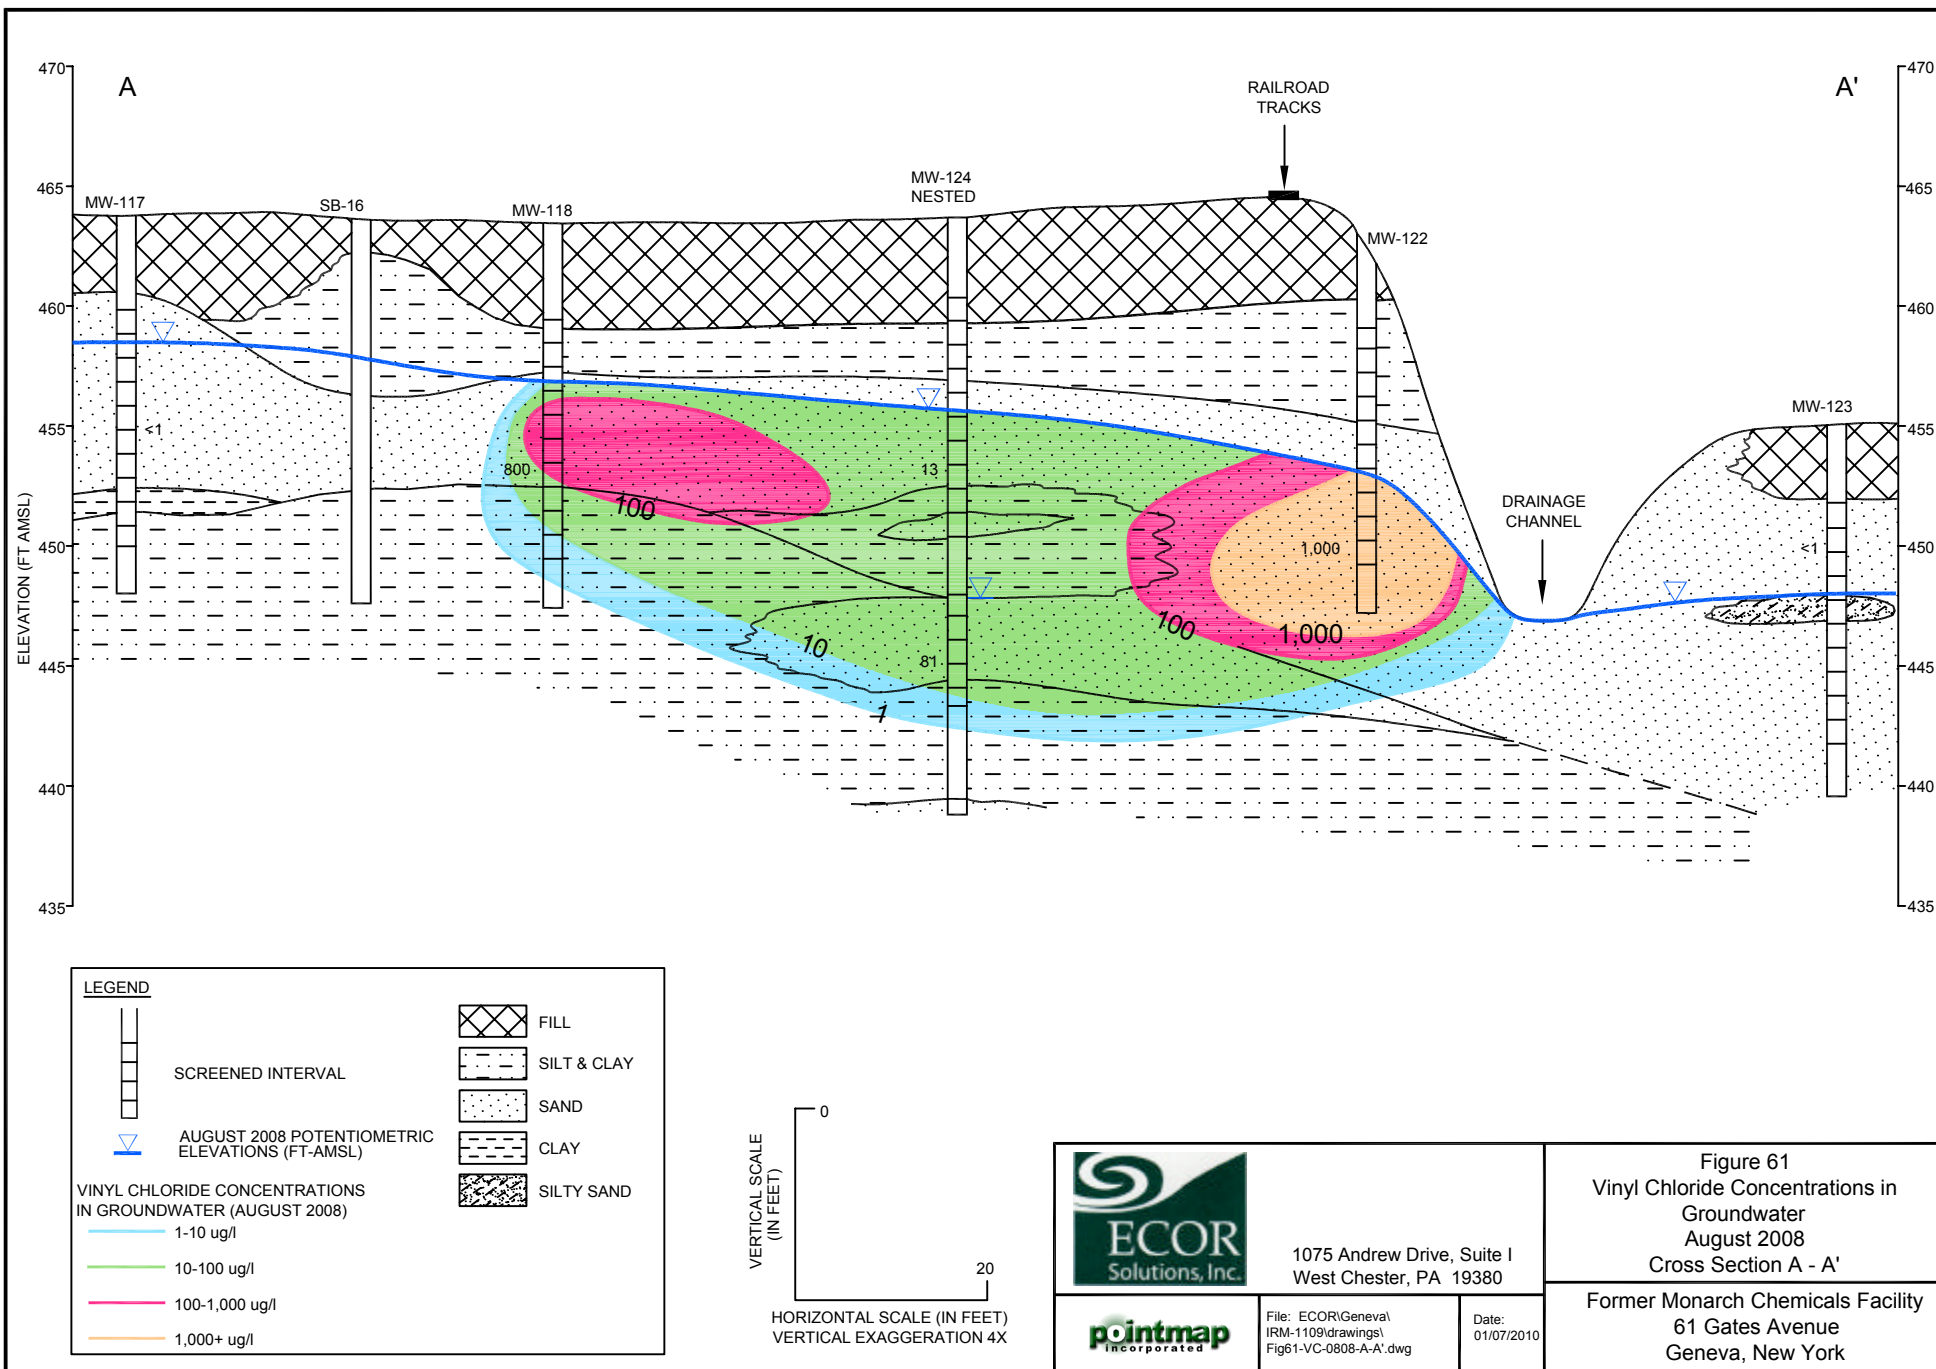 470
A
RAILROAD
TRACKS
A'
470
465
MW-117
SB-16
MW-118
MW-124
NESTED
MW-122
465
460
460
455
<1
800
13
MW-123
455
100
DRAINAGE
CHANNEL
450
1,000
<1
450
ELEVATION (FT AMSL)
100
1,000
10
445
81
445
1
440
440
435
435
LEGEND
SCREENED INTERVAL
AUGUST 2008 POTENTIOMETRIC
ELEVATIONS (FT-AMSL)
VINYL CHLORIDE CONCENTRATIONS
IN GROUNDWATER (AUGUST 2008)
1-10 ug/l
10-100 ug/l
100-1,000 ug/l
1,000+ ug/l
FILL
SILT & CLAY
SAND
CLAY
SILTY SAND
0
VERTICAL SCALE
(IN FEET)
20
HORIZONTAL SCALE (IN FEET)
VERTICAL EXAGGERATION 4X
ECOR
Solutions, Inc.
1075 Andrew Drive, Suite I
West Chester, PA 19380
pointmap
incorporated
File: ECOR\Geneva\
IRM-1109\drawings\
Fig61-VC-0808-A-A'.dwg
Date:
01/07/2010
Figure 61
Vinyl Chloride Concentrations in
Groundwater
August 2008
Cross Section A - A'
Former Monarch Chemicals Facility
61 Gates Avenue
Geneva, New York